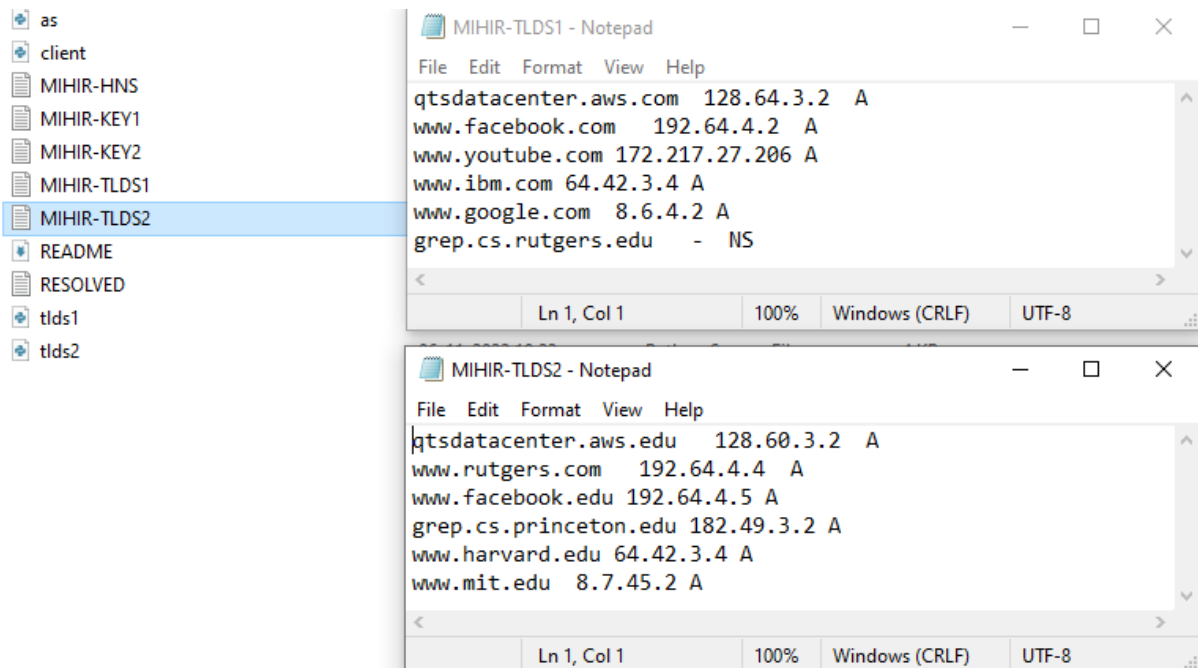 as
client
MIHIR-HNS
MIHIR-KEY1
MIHIR-KEY2
MIHIR-TLDS1
MIHIR-TLDS2
README
RESOLVED
tlds1
tlds2
MIHIR-TLDS1 - Notepad
File Edit Format View Help
qtsdatacenter.aws.com  128.64.3.2  A
www.facebook.com   192.64.4.2  A
www.youtube.com 172.217.27.206 A
www.ibm.com 64.42.3.4 A
www.google.com  8.6.4.2 A
grep.cs.rutgers.edu   -  NS
Ln 1, Col 1 100% Windows (CRLF) UTF-8
MIHIR-TLDS2 - Notepad
File Edit Format View Help
qtsdatacenter.aws.edu   128.60.3.2  A
www.rutgers.com   192.64.4.4  A
www.facebook.edu 192.64.4.5 A
grep.cs.princeton.edu 182.49.3.2 A
www.harvard.edu 64.42.3.4 A
www.mit.edu  8.7.45.2 A
Ln 1, Col 1 100% Windows (CRLF) UTF-8